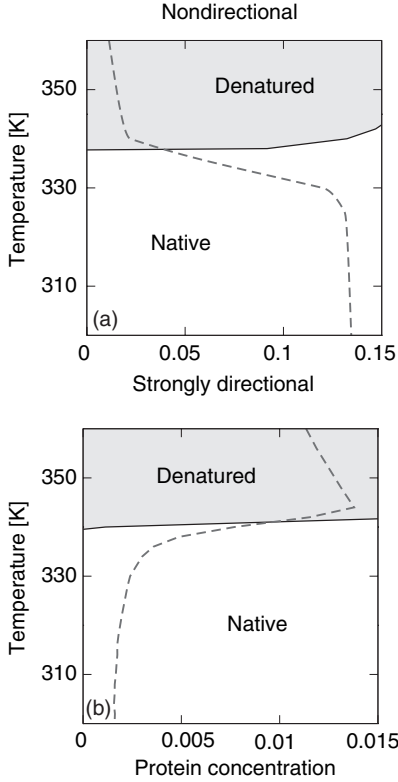 Nondirectional
Temperature [K]
350
330
310
Denatured
Native
(a)
0 0.05 0.1 0.15
Strongly directional
Temperature [K]
350
330
310
Denatured
Native
(b)
0 0.005 0.01 0.015
Protein concentration